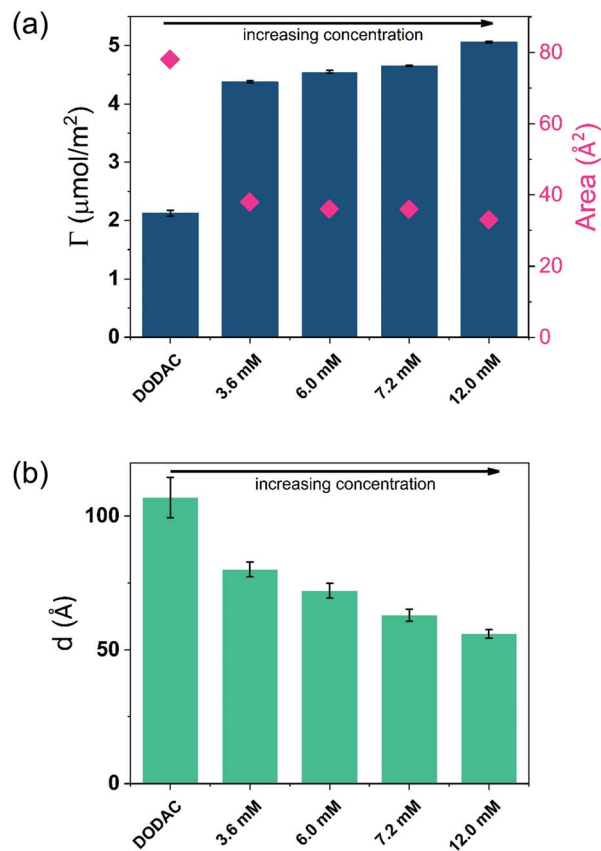 (a)
increasing concentration
5
4
3
2
1
0
Γ (μmol/m²)
80
60
40
20
0
Area (Å²)
DODAC
3.6 mM
6.0 mM
7.2 mM
12.0 mM
(b)
increasing concentration
100
50
0
d (Å)
DODAC
3.6 mM
6.0 mM
7.2 mM
12.0 mM